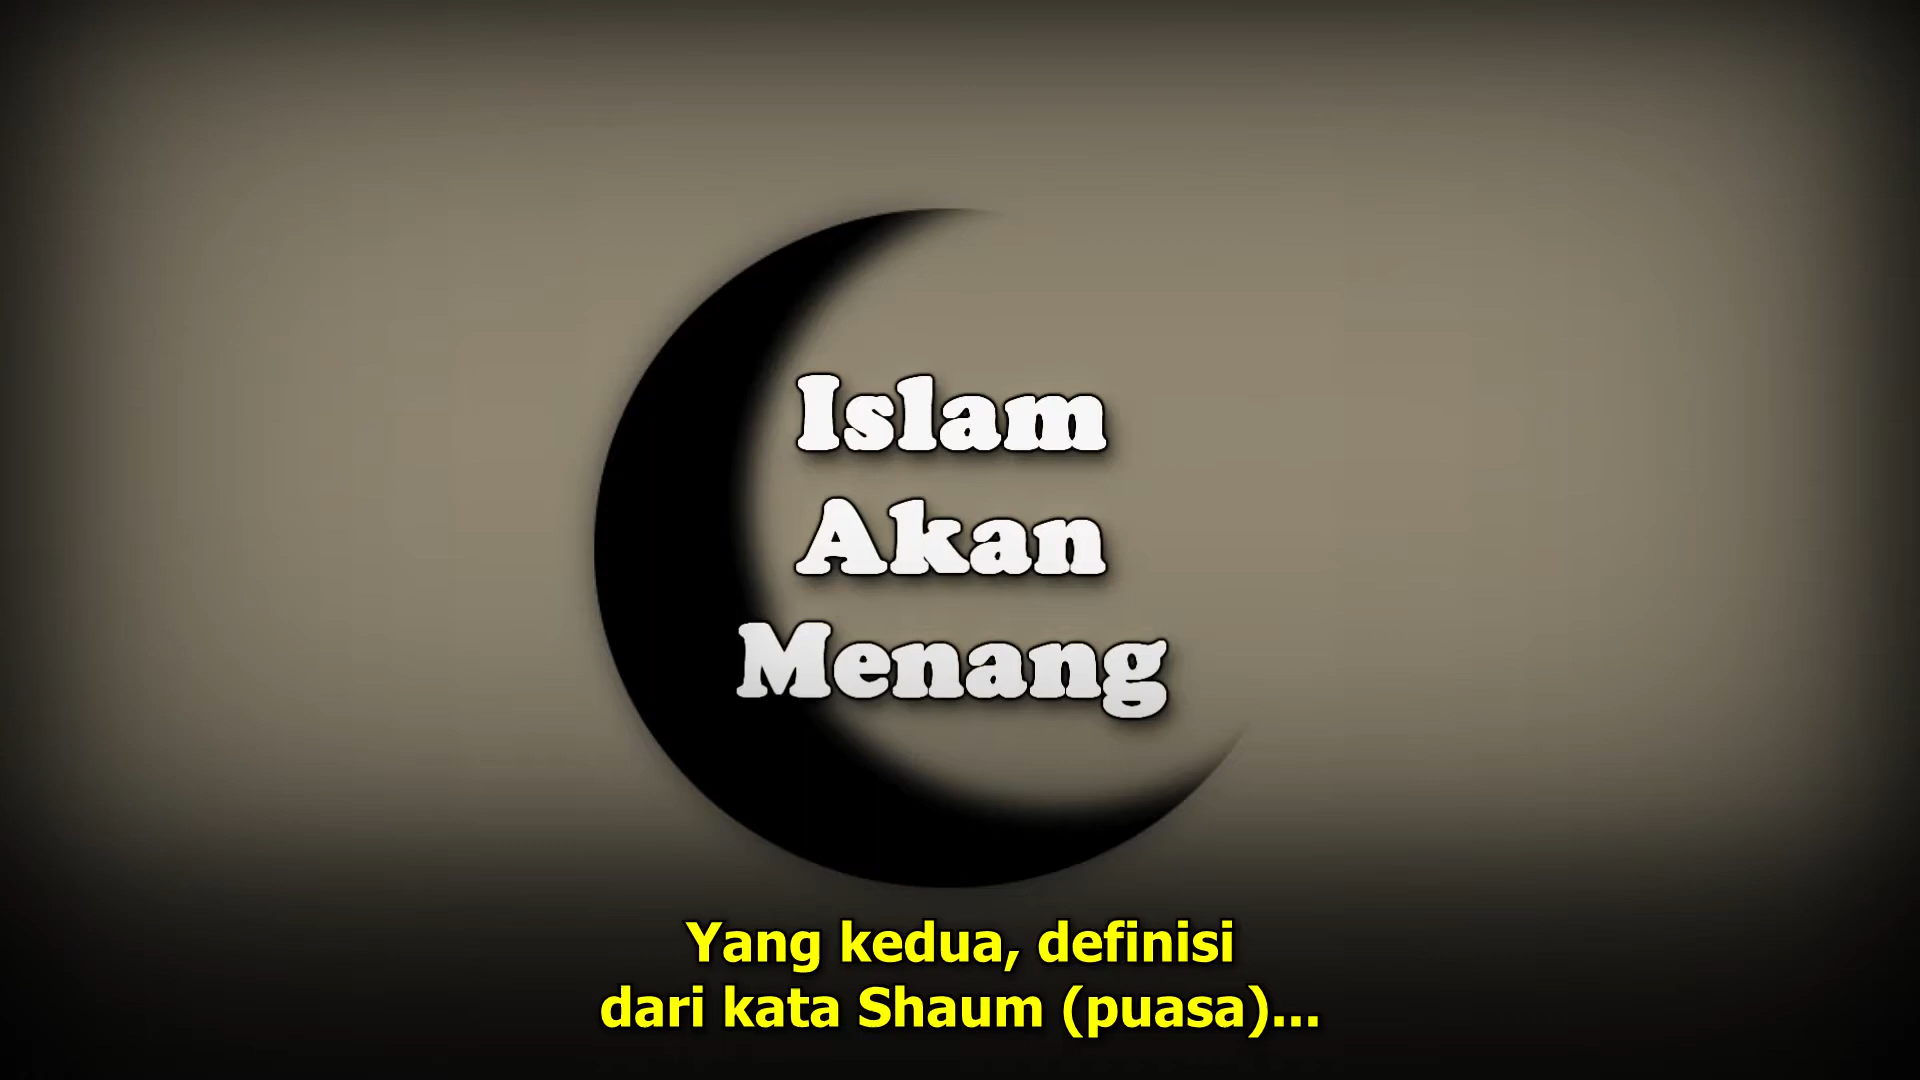 Islam
Akan
Menang
Yang kedua, definisi
dari kata Shaum (puasa)...